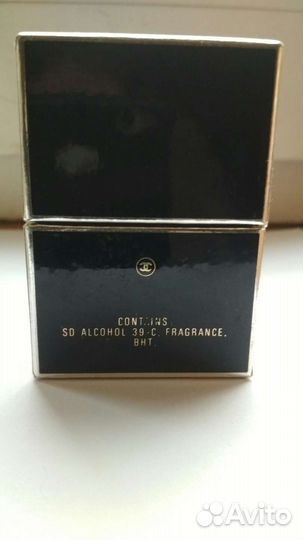 CONTAINS
SD ALCOHOL 39-C, FRAGRANCE,
BHT.
Avito